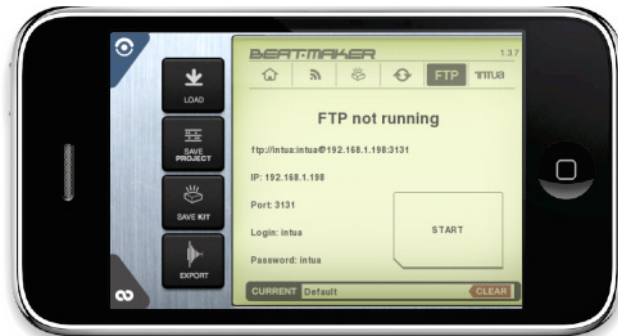 BEAT-MAKER
1.3.7
FTP
INTUA
LOAD
SAVE
PROJECT
SAVE KIT
EXPORT
FTP not running
ftp://intua:intua@192.168.1.198:3131
IP: 192.168.1.198
Port: 3131
Login: intua
Password: intua
START
CURRENT Default
CLEAR